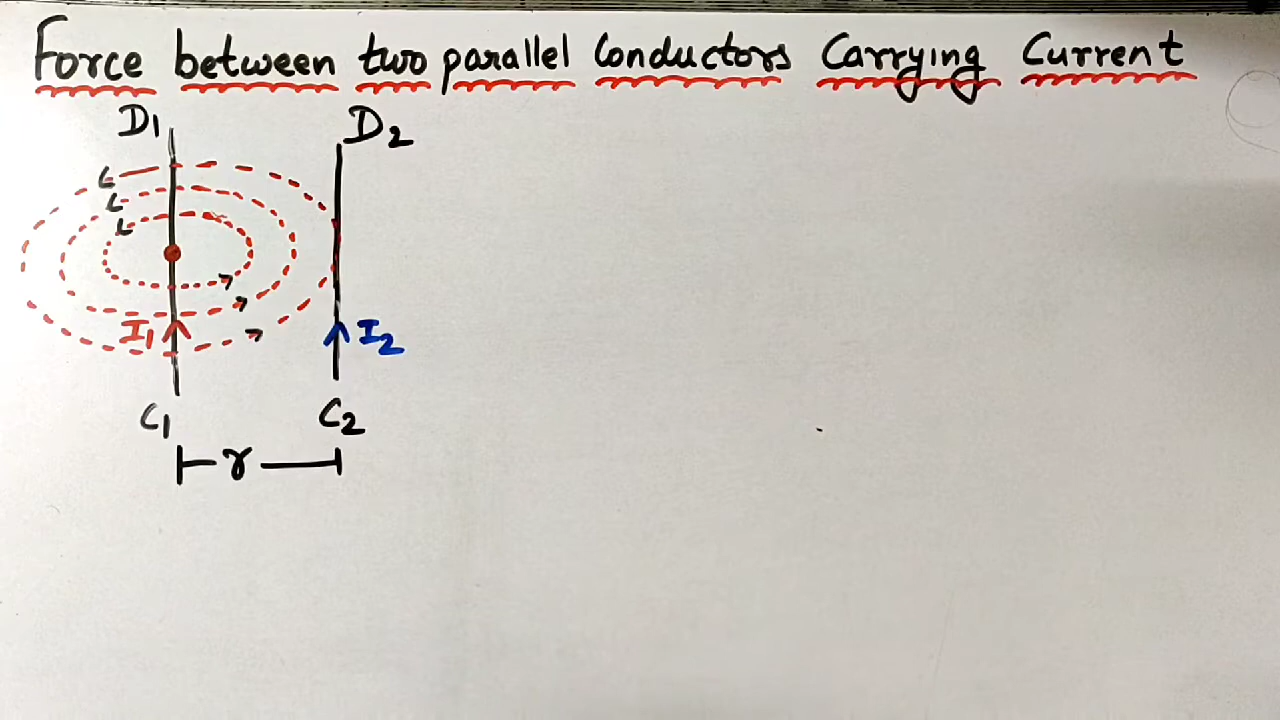 Force between two parallel Conductors Carrying Current
D1 D2
I1 I2
C1 C2
r